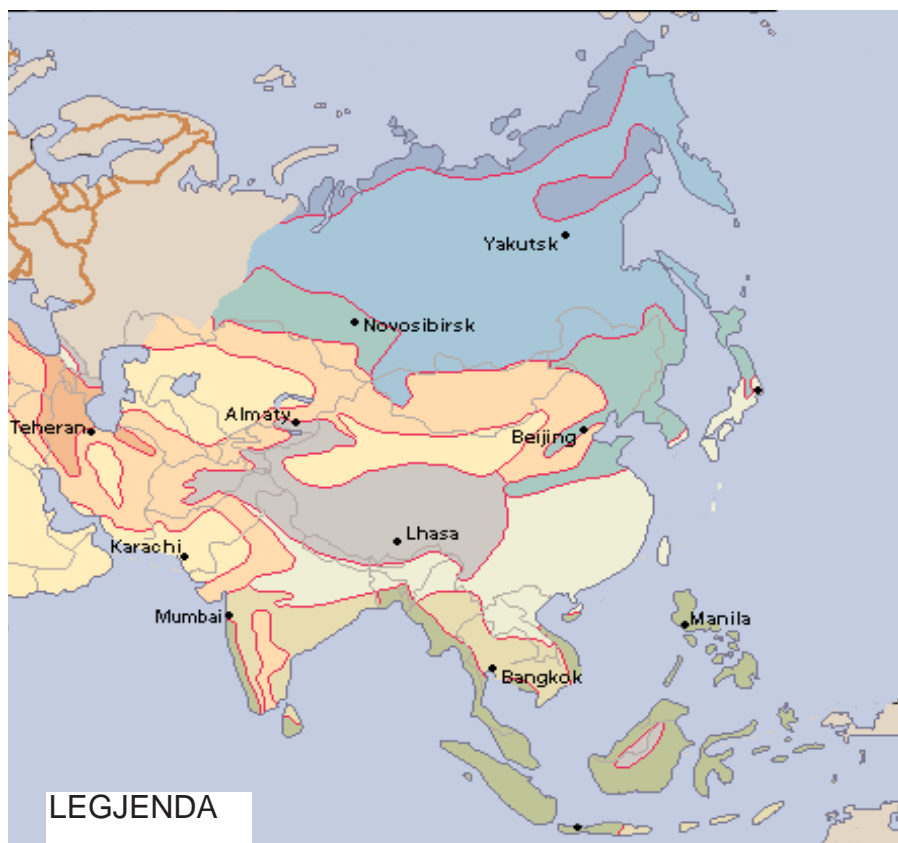 Yakutsk
Novosibirsk
Almaty
Teheran
Beijing
Lhasa
Karachi
Mumbai
Manila
Bangkok
LEGJENDA